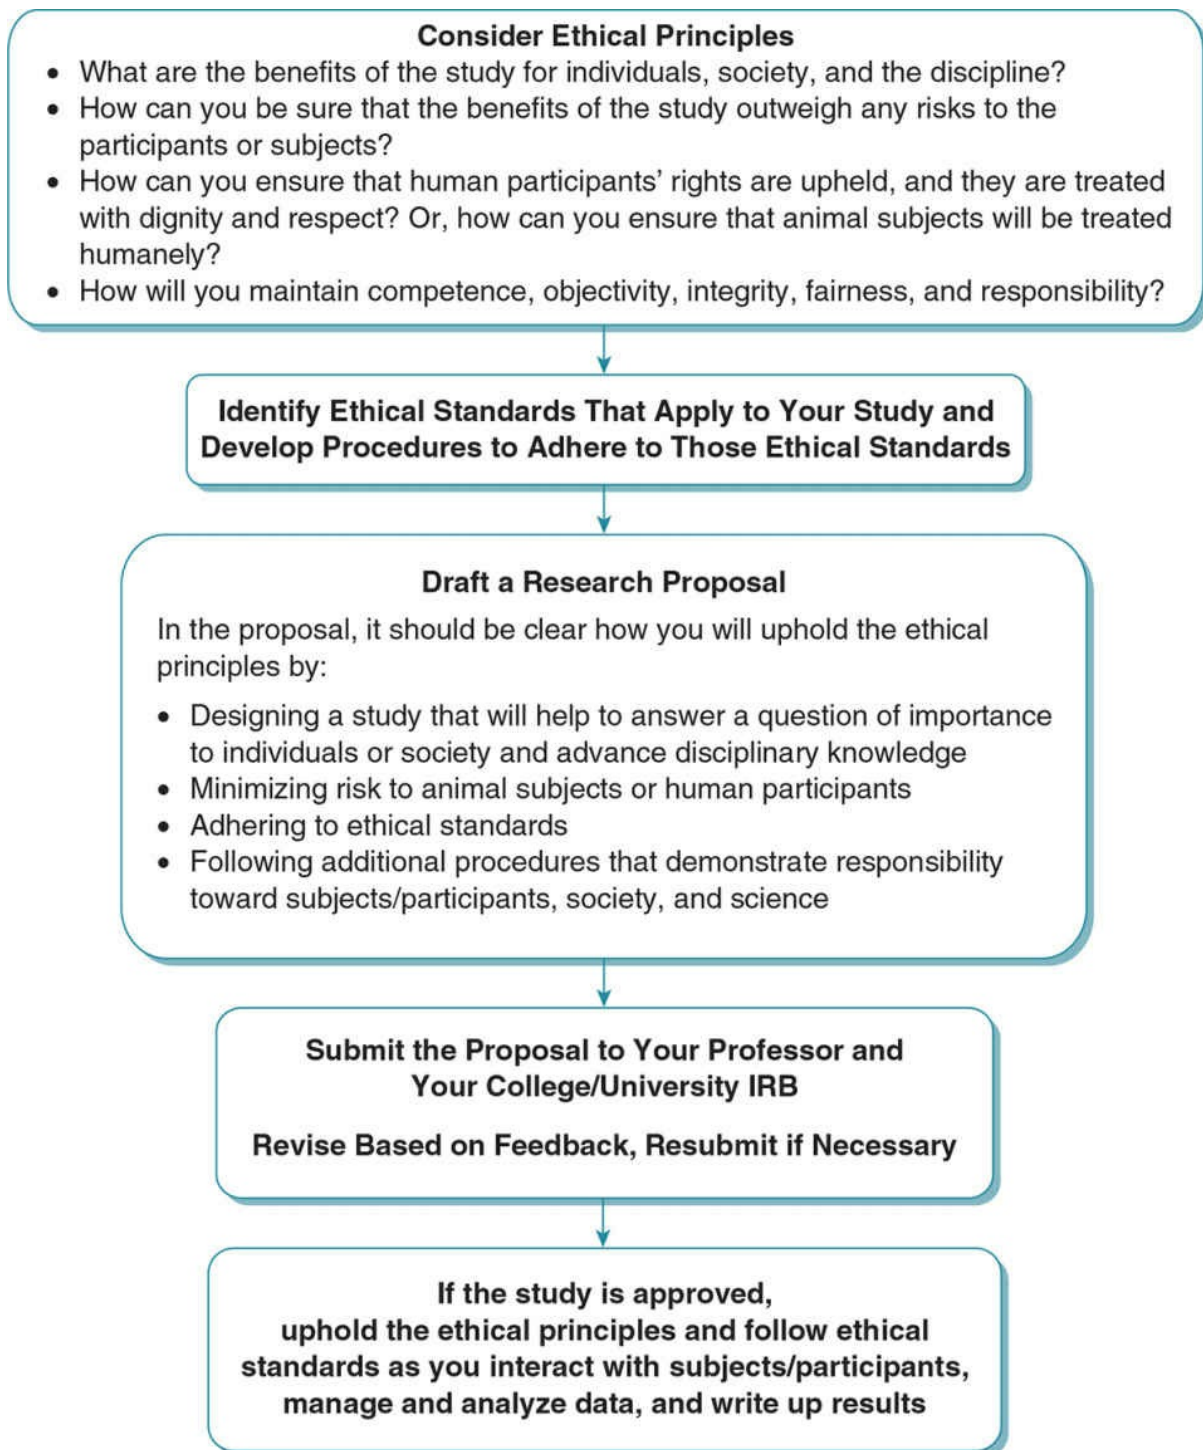 Consider Ethical Principles
• What are the benefits of the study for individuals, society, and the discipline?
• How can you be sure that the benefits of the study outweigh any risks to the
participants or subjects?
• How can you ensure that human participants’ rights are upheld, and they are treated
with dignity and respect? Or, how can you ensure that animal subjects will be treated
humanely?
• How will you maintain competence, objectivity, integrity, fairness, and responsibility?
Identify Ethical Standards That Apply to Your Study and
Develop Procedures to Adhere to Those Ethical Standards
Draft a Research Proposal
In the proposal, it should be clear how you will uphold the ethical
principles by:
• Designing a study that will help to answer a question of importance
to individuals or society and advance disciplinary knowledge
• Minimizing risk to animal subjects or human participants
• Adhering to ethical standards
• Following additional procedures that demonstrate responsibility
toward subjects/participants, society, and science
Submit the Proposal to Your Professor and
Your College/University IRB
Revise Based on Feedback, Resubmit if Necessary
If the study is approved,
uphold the ethical principles and follow ethical
standards as you interact with subjects/participants,
manage and analyze data, and write up results